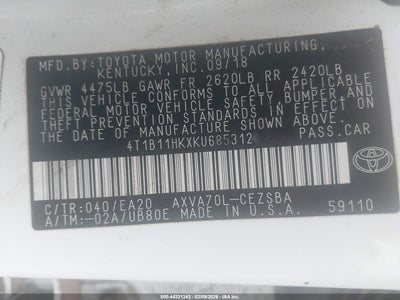 MFD.BY: TOYOTA MOTOR MANUFACTURING,
KENTUCKY, INC. 09/18
GVWR 4475LB GAWR FR 2620LB RR 2420LB
THIS VEHICLE CONFORMS TO ALL APPLICABLE
FEDERAL MOTOR VEHICLE SAFETY, BUMPER, AND
THEFT PREVENTION STANDARDS IN EFFECT ON
THE DATE OF MANUFACTURE SHOWN ABOVE.
4T1B11HKXKU685312 PASS.CAR
C/TR:040/EA20 AXVA70L-CEZSBA
A/TM:-02A/UB80E MADE IN U.S.A.
TOYOTA
59110
000-44331342 - 02/09/2026 - IAA Inc.